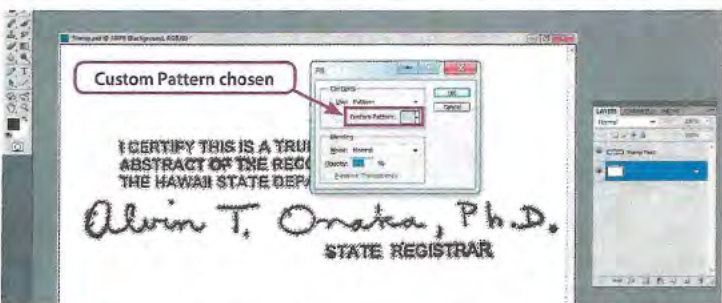 Custom Pattern chosen
Fill
Contents
Use: Pattern
Custom Pattern:
OK
Cancel
Blending
Mode: Normal
Opacity: %
Preserve Transparency
I CERTIFY THIS IS A TRU
ABSTRACT OF THE RECO
THE HAWAII STATE DEPA
Alvin T. Onaka, Ph.D.
STATE REGISTRAR
LAYERS
Normal